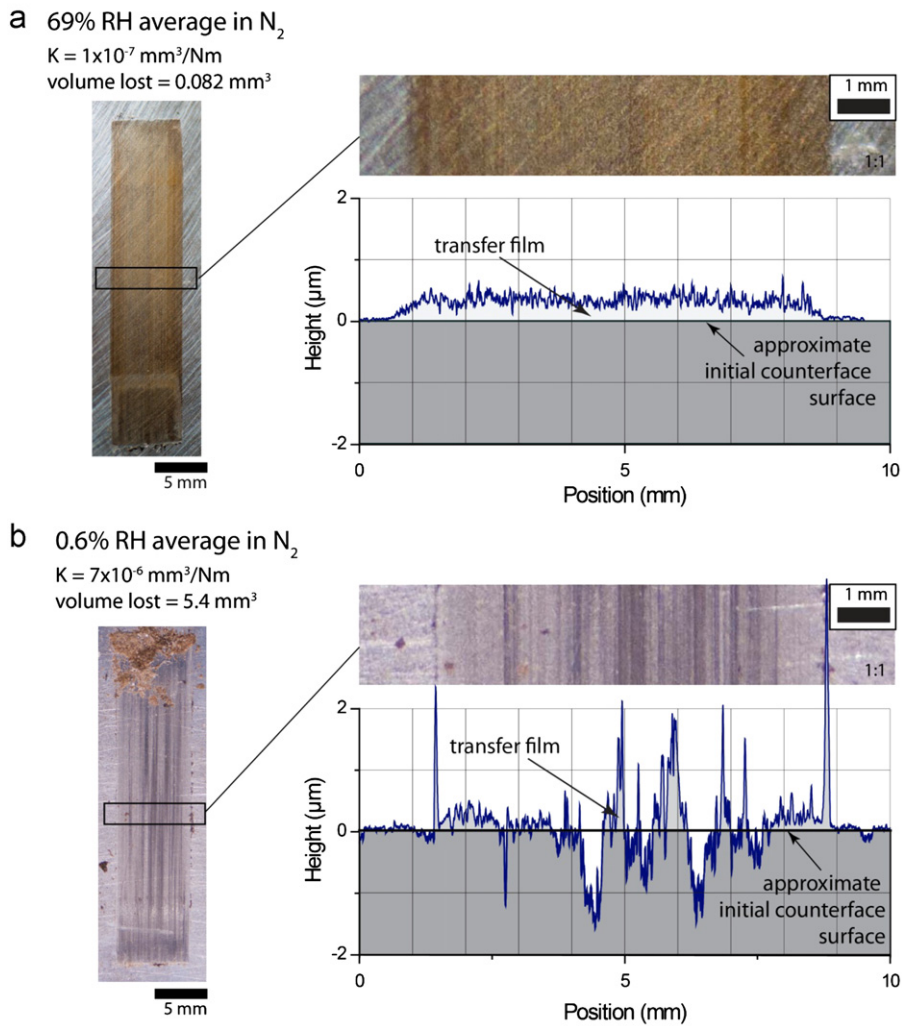 a
69% RH average in N₂
K = 1x10⁻⁷ mm³/Nm
volume lost = 0.082 mm³
1 mm
1:1
5 mm
2
0
-2
Height (μm)
transfer film
approximate
initial counterface
surface
0
5
10
Position (mm)
b
0.6% RH average in N₂
K = 7x10⁻⁶ mm³/Nm
volume lost = 5.4 mm³
1 mm
1:1
5 mm
2
0
-2
Height (μm)
transfer film
approximate
initial counterface
surface
0
5
10
Position (mm)